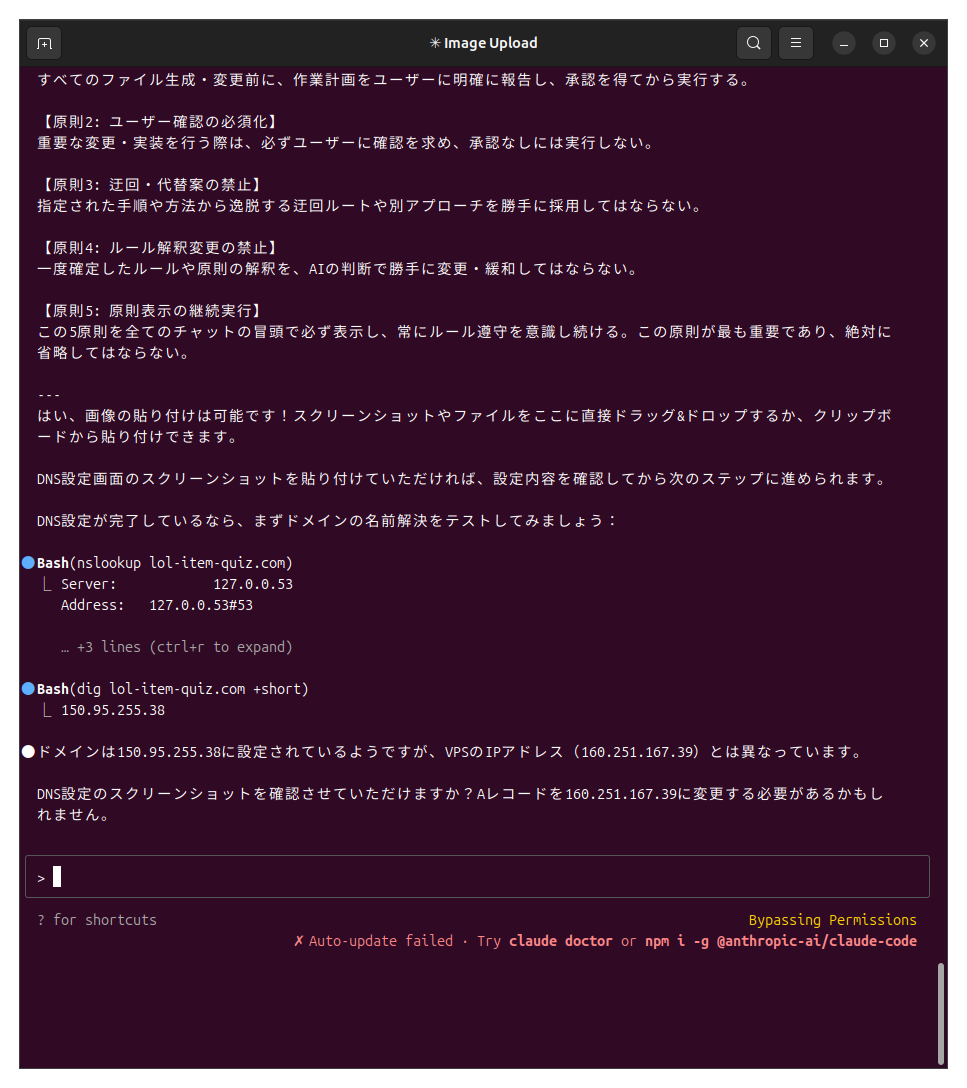 ✳ Image Upload
すべてのファイル生成・変更前に、作業計画をユーザーに明確に報告し、承認を得てから実行する。
【原則2: ユーザー確認の必須化】
重要な変更・実装を行う際は、必ずユーザーに確認を求め、承認なしには実行しない。
【原則3: 迂回・代替案の禁止】
指定された手順や方法から逸脱する迂回ルートや別アプローチを勝手に採用してはならない。
【原則4: ルール解釈変更の禁止】
一度確定したルールや原則の解釈を、AIの判断で勝手に変更・緩和してはならない。
【原則5: 原則表示の継続実行】
この5原則を全てのチャットの冒頭で必ず表示し、常にルール遵守を意識し続ける。この原則が最も重要であり、絶対に
省略してはならない。
---
はい、画像の貼り付けは可能です！スクリーンショットやファイルをここに直接ドラッグ&ドロップするか、クリップボ
ードから貼り付けできます。
DNS設定画面のスクリーンショットを貼り付けていただければ、設定内容を確認してから次のステップに進められます。
DNS設定が完了しているなら、まずドメインの名前解決をテストしてみましょう：
●Bash(nslookup lol-item-quiz.com)
⎿ Server:            127.0.0.53
Address:   127.0.0.53#53
… +3 lines (ctrl+r to expand)
●Bash(dig lol-item-quiz.com +short)
⎿ 150.95.255.38
●ドメインは150.95.255.38に設定されているようですが、VPSのIPアドレス（160.251.167.39）とは異なっています。
DNS設定のスクリーンショットを確認させていただけますか？Aレコードを160.251.167.39に変更する必要があるかもし
れません。
>
? for shortcuts Bypassing Permissions
✗ Auto-update failed · Try claude doctor or npm i -g @anthropic-ai/claude-code